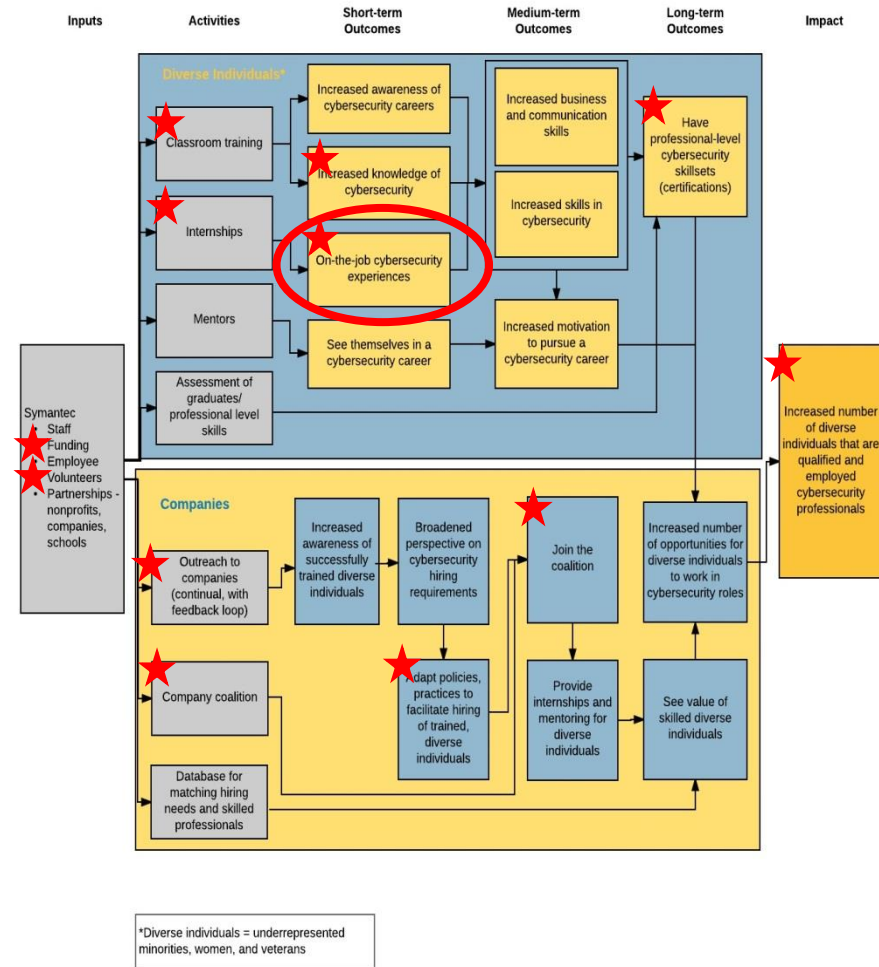 Inputs
Activities
Short-term
Outcomes
Medium-term
Outcomes
Long-term
Outcomes
Impact
Diverse Individuals*
Classroom training
Internships
Mentors
Assessment of
graduates/
professional level
skills
Increased awareness of
cybersecurity careers
Increased knowledge of
cybersecurity
On-the-job cybersecurity
experiences
See themselves in a
cybersecurity career
Increased business
and communication
skills
Increased skills in
cybersecurity
Increased motivation
to pursue a
cybersecurity career
Have
professional-level
cybersecurity
skillsets
(certifications)
Symantec
• Staff
• Funding
• Employee
• Volunteers
• Partnerships -
nonprofits,
companies,
schools
Companies
Outreach to
companies
(continual, with
feedback loop)
Company coalition
Database for
matching hiring
needs and skilled
professionals
Increased
awareness of
successfully
trained diverse
individuals
Broadened
perspective on
cybersecurity
hiring
requirements
Adapt policies,
practices to
facilitate hiring
of trained,
diverse
individuals
Join the
coalition
Provide
internships and
mentoring for
diverse
individuals
Increased number
of opportunities for
diverse individuals
to work in
cybersecurity roles
See value of
skilled diverse
individuals
Increased number
of diverse
individuals that are
qualified and
employed
cybersecurity
professionals
*Diverse individuals = underrepresented
minorities, women, and veterans